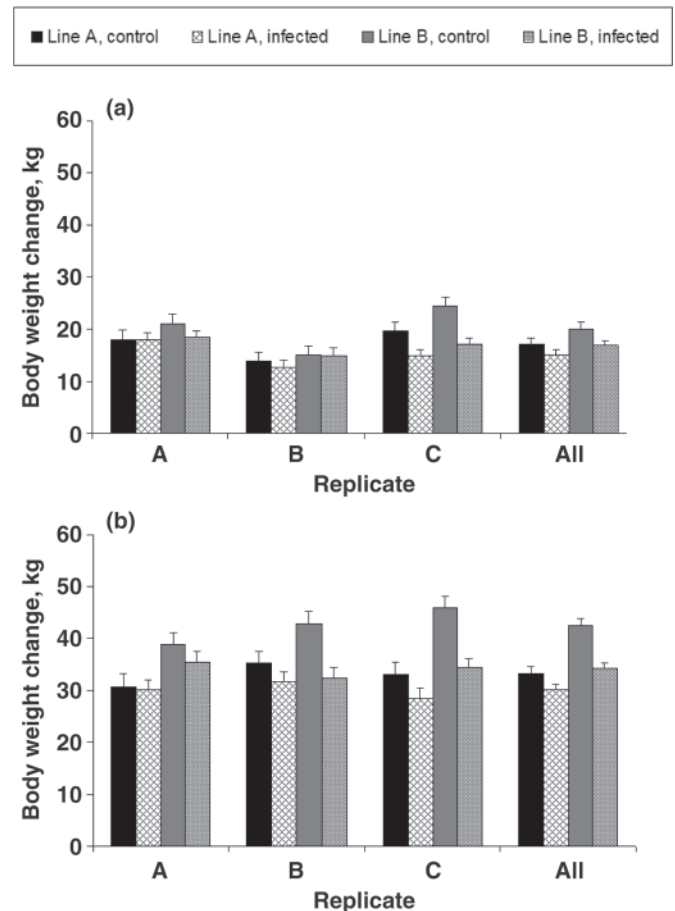 Line A, control Line A, infected Line B, control Line B, infected
(a)
60
50
40
30
20
10
0
Body weight change, kg
A B C All
Replicate
(b)
60
50
40
30
20
10
0
Body weight change, kg
A B C All
Replicate